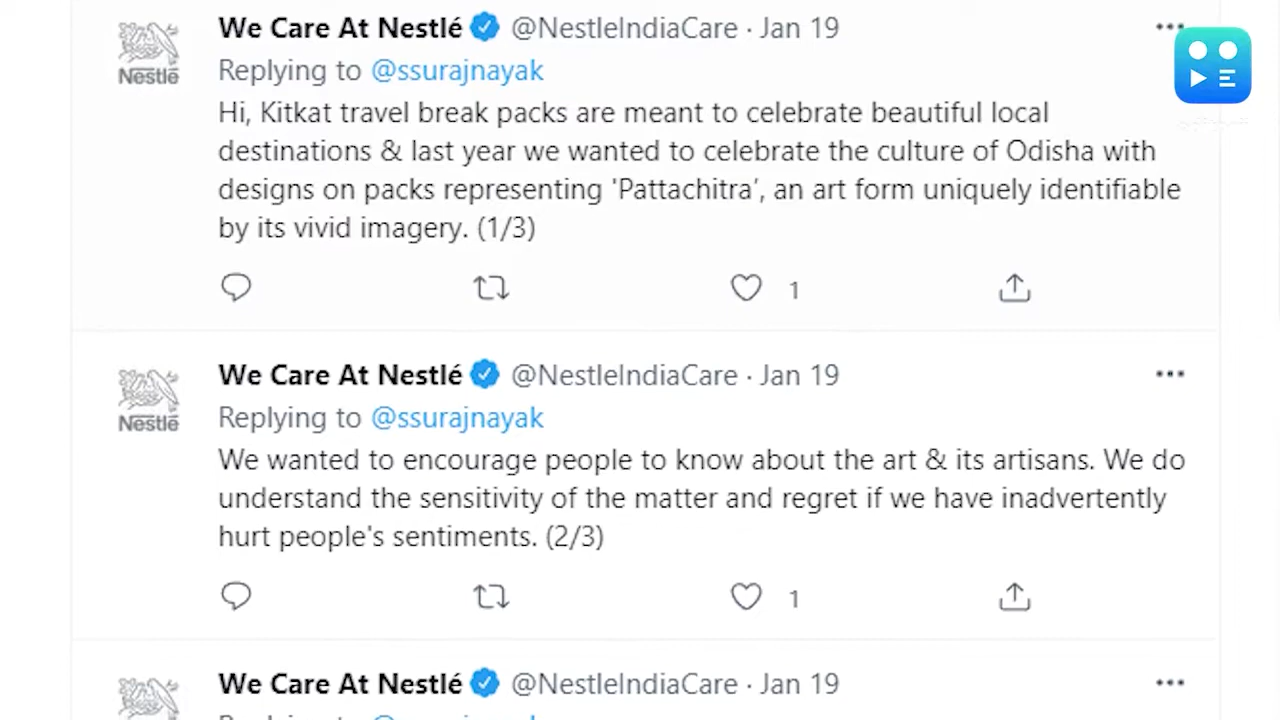 We Care At Nestlé @NestleIndiaCare · Jan 19
Nestlé
Replying to @ssurajnayak
Hi, Kitkat travel break packs are meant to celebrate beautiful local
destinations & last year we wanted to celebrate the culture of Odisha with
designs on packs representing 'Pattachitra’, an art form uniquely identifiable
by its vivid imagery. (1/3)
1
We Care At Nestlé @NestleIndiaCare · Jan 19
Nestlé
Replying to @ssurajnayak
We wanted to encourage people to know about the art & its artisans. We do
understand the sensitivity of the matter and regret if we have inadvertently
hurt people's sentiments. (2/3)
1
We Care At Nestlé @NestleIndiaCare · Jan 19